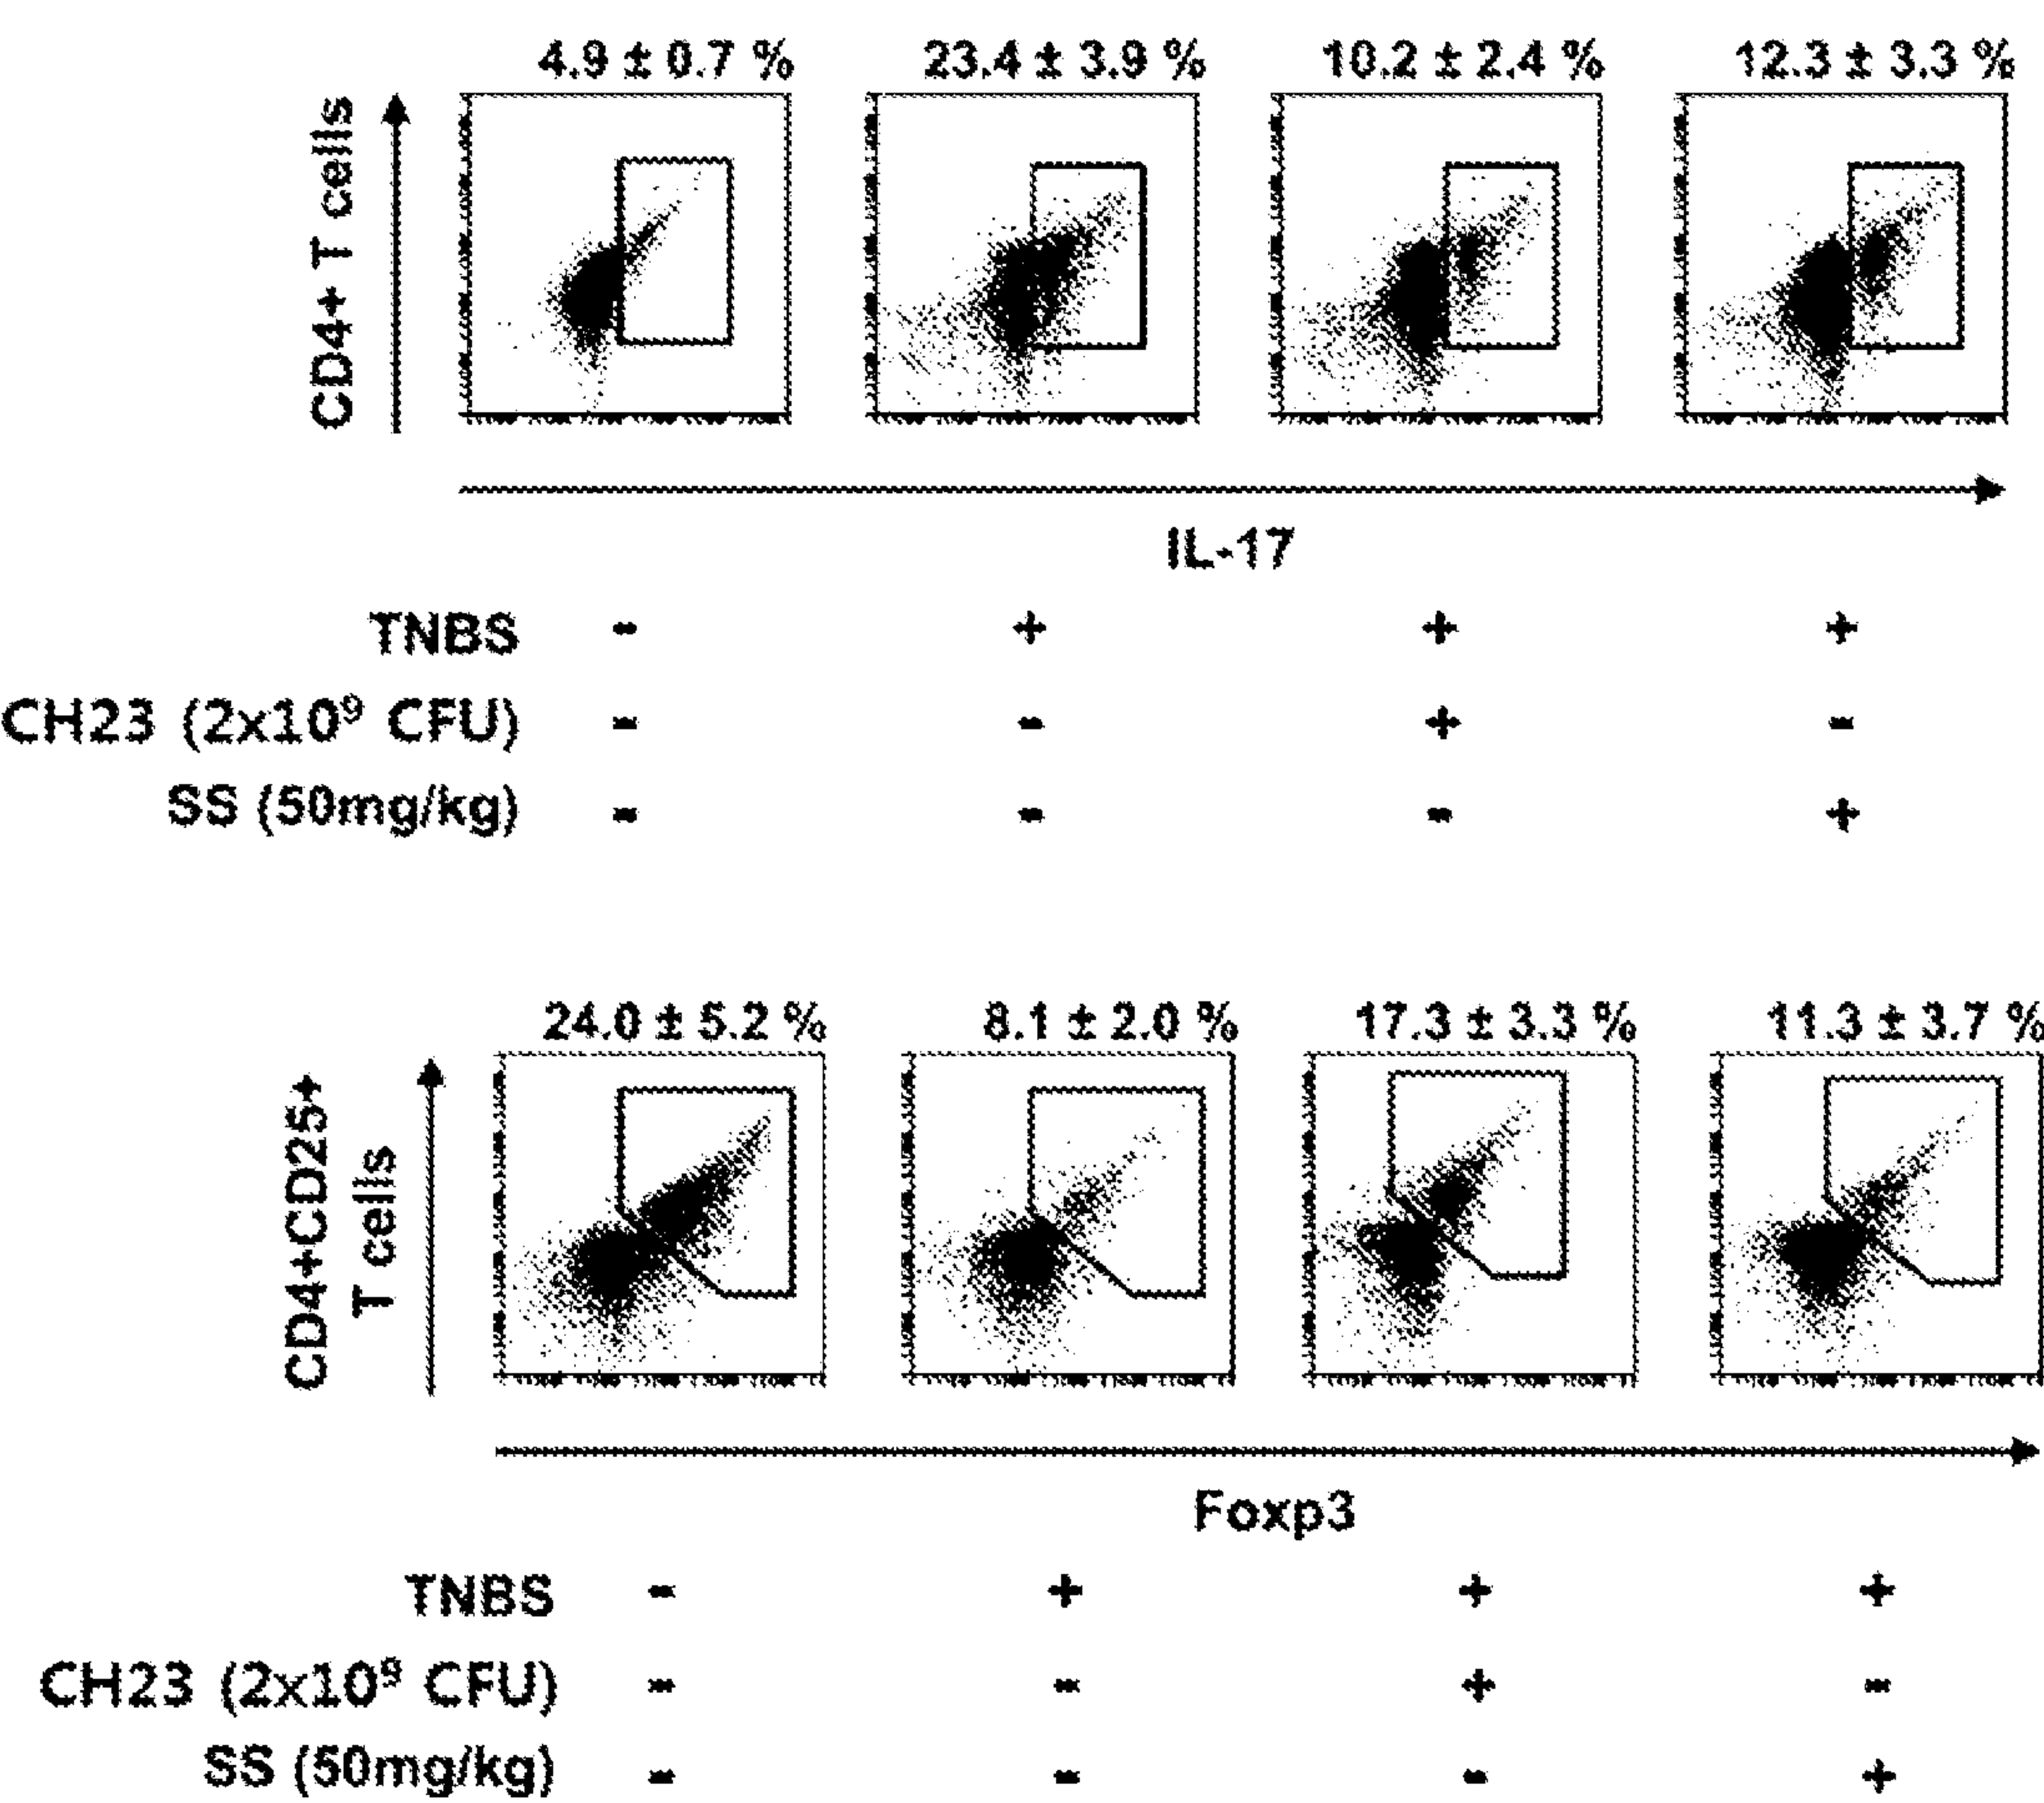 4.9 ± 0.7 % 23.4 ± 3.9 % 10.2 ± 2.4 % 12.3 ± 3.3 %
CD4+ T cells
IL-17
TNBS - + + +
CH23 (2x10⁹ CFU) - - + -
SS (50mg/kg) - - - +
24.0 ± 5.2 % 8.1 ± 2.0 % 17.3 ± 3.3 % 11.3 ± 3.7 %
CD4+CD25+
T cells
Foxp3
TNBS - + + +
CH23 (2x10⁹ CFU) - - + -
SS (50mg/kg) - - - +